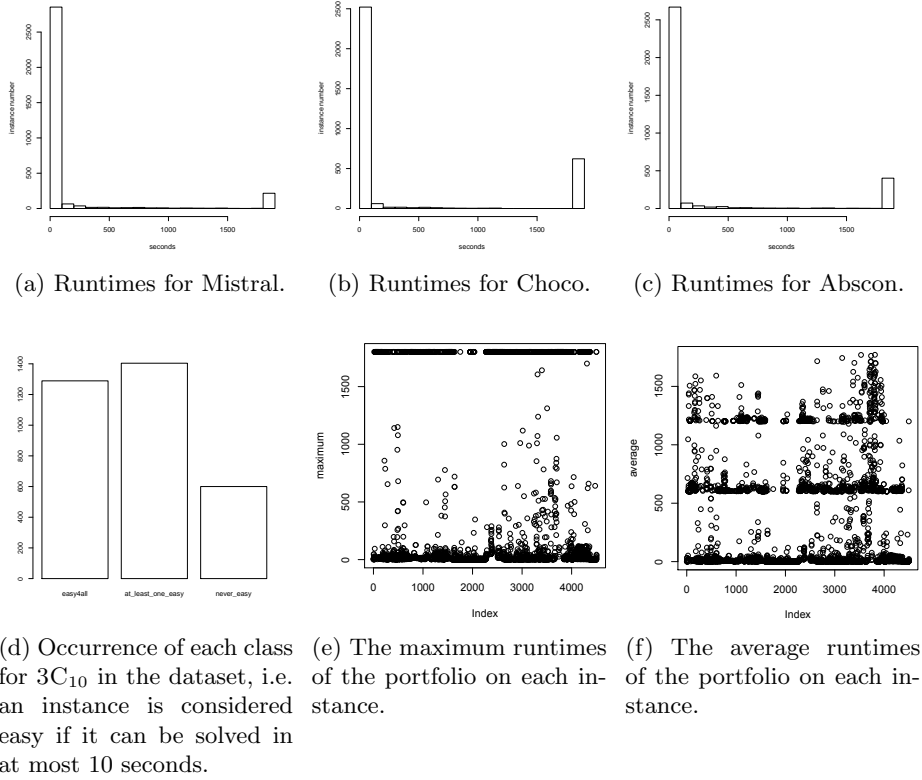 instance number
0 500 1000 1500 2000 2500
0 500 1000 1500
seconds
instance number
0 500 1000 1500 2000 2500
0 500 1000 1500
seconds
instance number
0 500 1000 1500 2000 2500
0 500 1000 1500
seconds
(a) Runtimes for Mistral.
(b) Runtimes for Choco.
(c) Runtimes for Abscon.
0 200 400 600 800 1000 1200 1400
easy4all at_least_one_easy never_easy
maximum
0 500 1000 1500
0 1000 2000 3000 4000
Index
average
0 500 1000 1500
0 1000 2000 3000 4000
Index
(d) Occurrence of each class
for 3C10 in the dataset, i.e.
an instance is considered
easy if it can be solved in
at most 10 seconds.
(e) The maximum runtimes
of the portfolio on each in-
stance.
(f) The average runtimes
of the portfolio on each in-
stance.